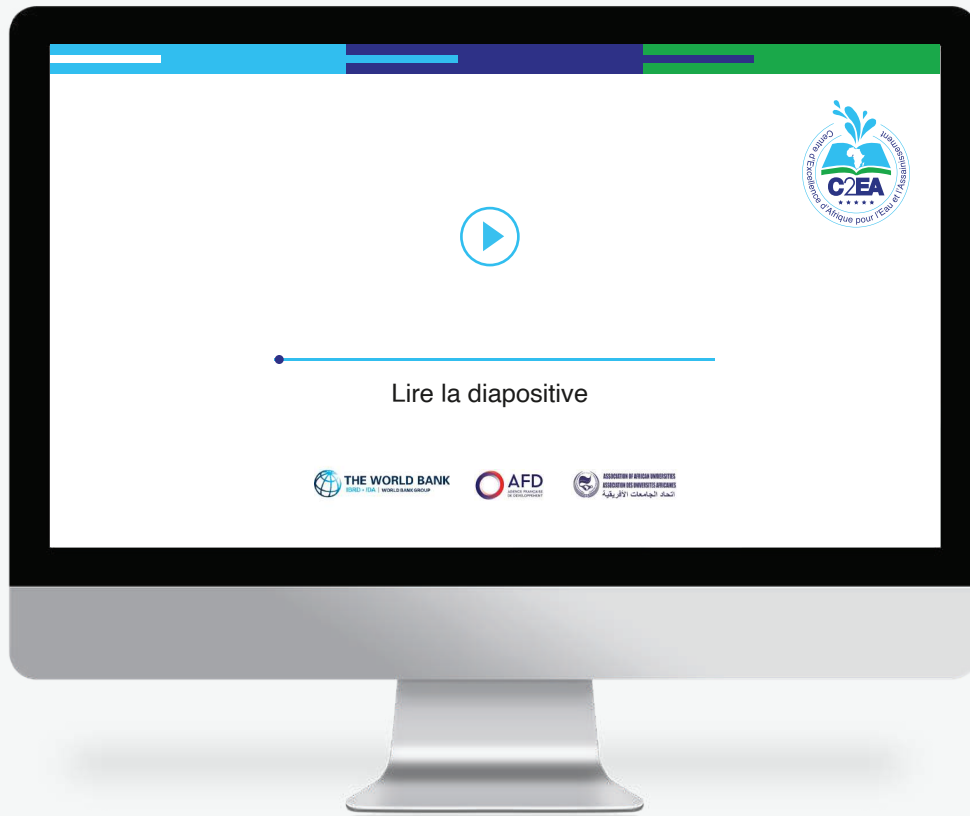 Centre d'Excellence d'Afrique pour l'Eau et l'Assainissement
C2EA
Lire la diapositive
THE WORLD BANK
IBRD • IDA | WORLD BANK GROUP
AFD
AGENCE FRANÇAISE
DE DÉVELOPPEMENT
ASSOCIATION OF AFRICAN UNIVERSITIES
ASSOCIATION DES UNIVERSITES AFRICAINES
اتحاد الجامعات الأفريقية